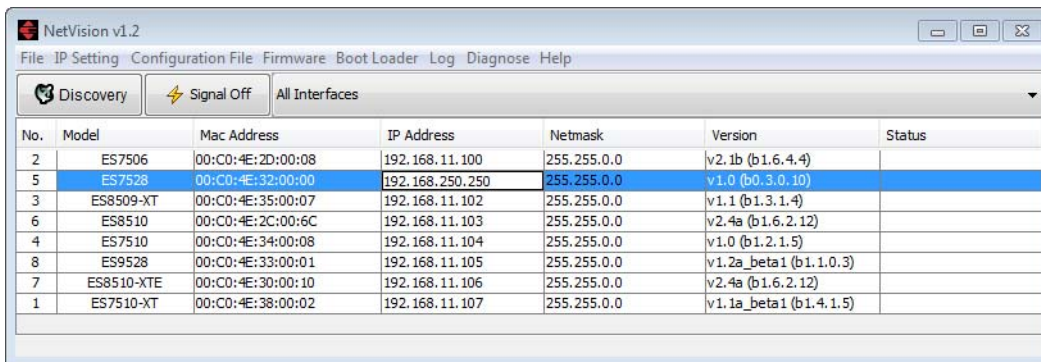 NetVision v1.2
File IP Setting Configuration File Firmware Boot Loader Log Diagnose Help
Discovery Signal Off All Interfaces
No. Model Mac Address IP Address Netmask Version Status
2 ES7506 00:C0:4E:2D:00:08 192.168.11.100 255.255.0.0 v2.1b (b1.6.4.4)
5 ES7528 00:C0:4E:32:00:00 192.168.250.250 255.255.0.0 v1.0 (b0.3.0.10)
3 ES8509-XT 00:C0:4E:35:00:07 192.168.11.102 255.255.0.0 v1.1 (b1.3.1.4)
6 ES8510 00:C0:4E:2C:00:6C 192.168.11.103 255.255.0.0 v2.4a (b1.6.2.12)
4 ES7510 00:C0:4E:34:00:08 192.168.11.104 255.255.0.0 v1.0 (b1.2.1.5)
8 ES9528 00:C0:4E:33:00:01 192.168.11.105 255.255.0.0 v1.2a_beta1 (b1.1.0.3)
7 ES8510-XTE 00:C0:4E:30:00:10 192.168.11.106 255.255.0.0 v2.4a (b1.6.2.12)
1 ES7510-XT 00:C0:4E:38:00:02 192.168.11.107 255.255.0.0 v1.1a_beta1 (b1.4.1.5)